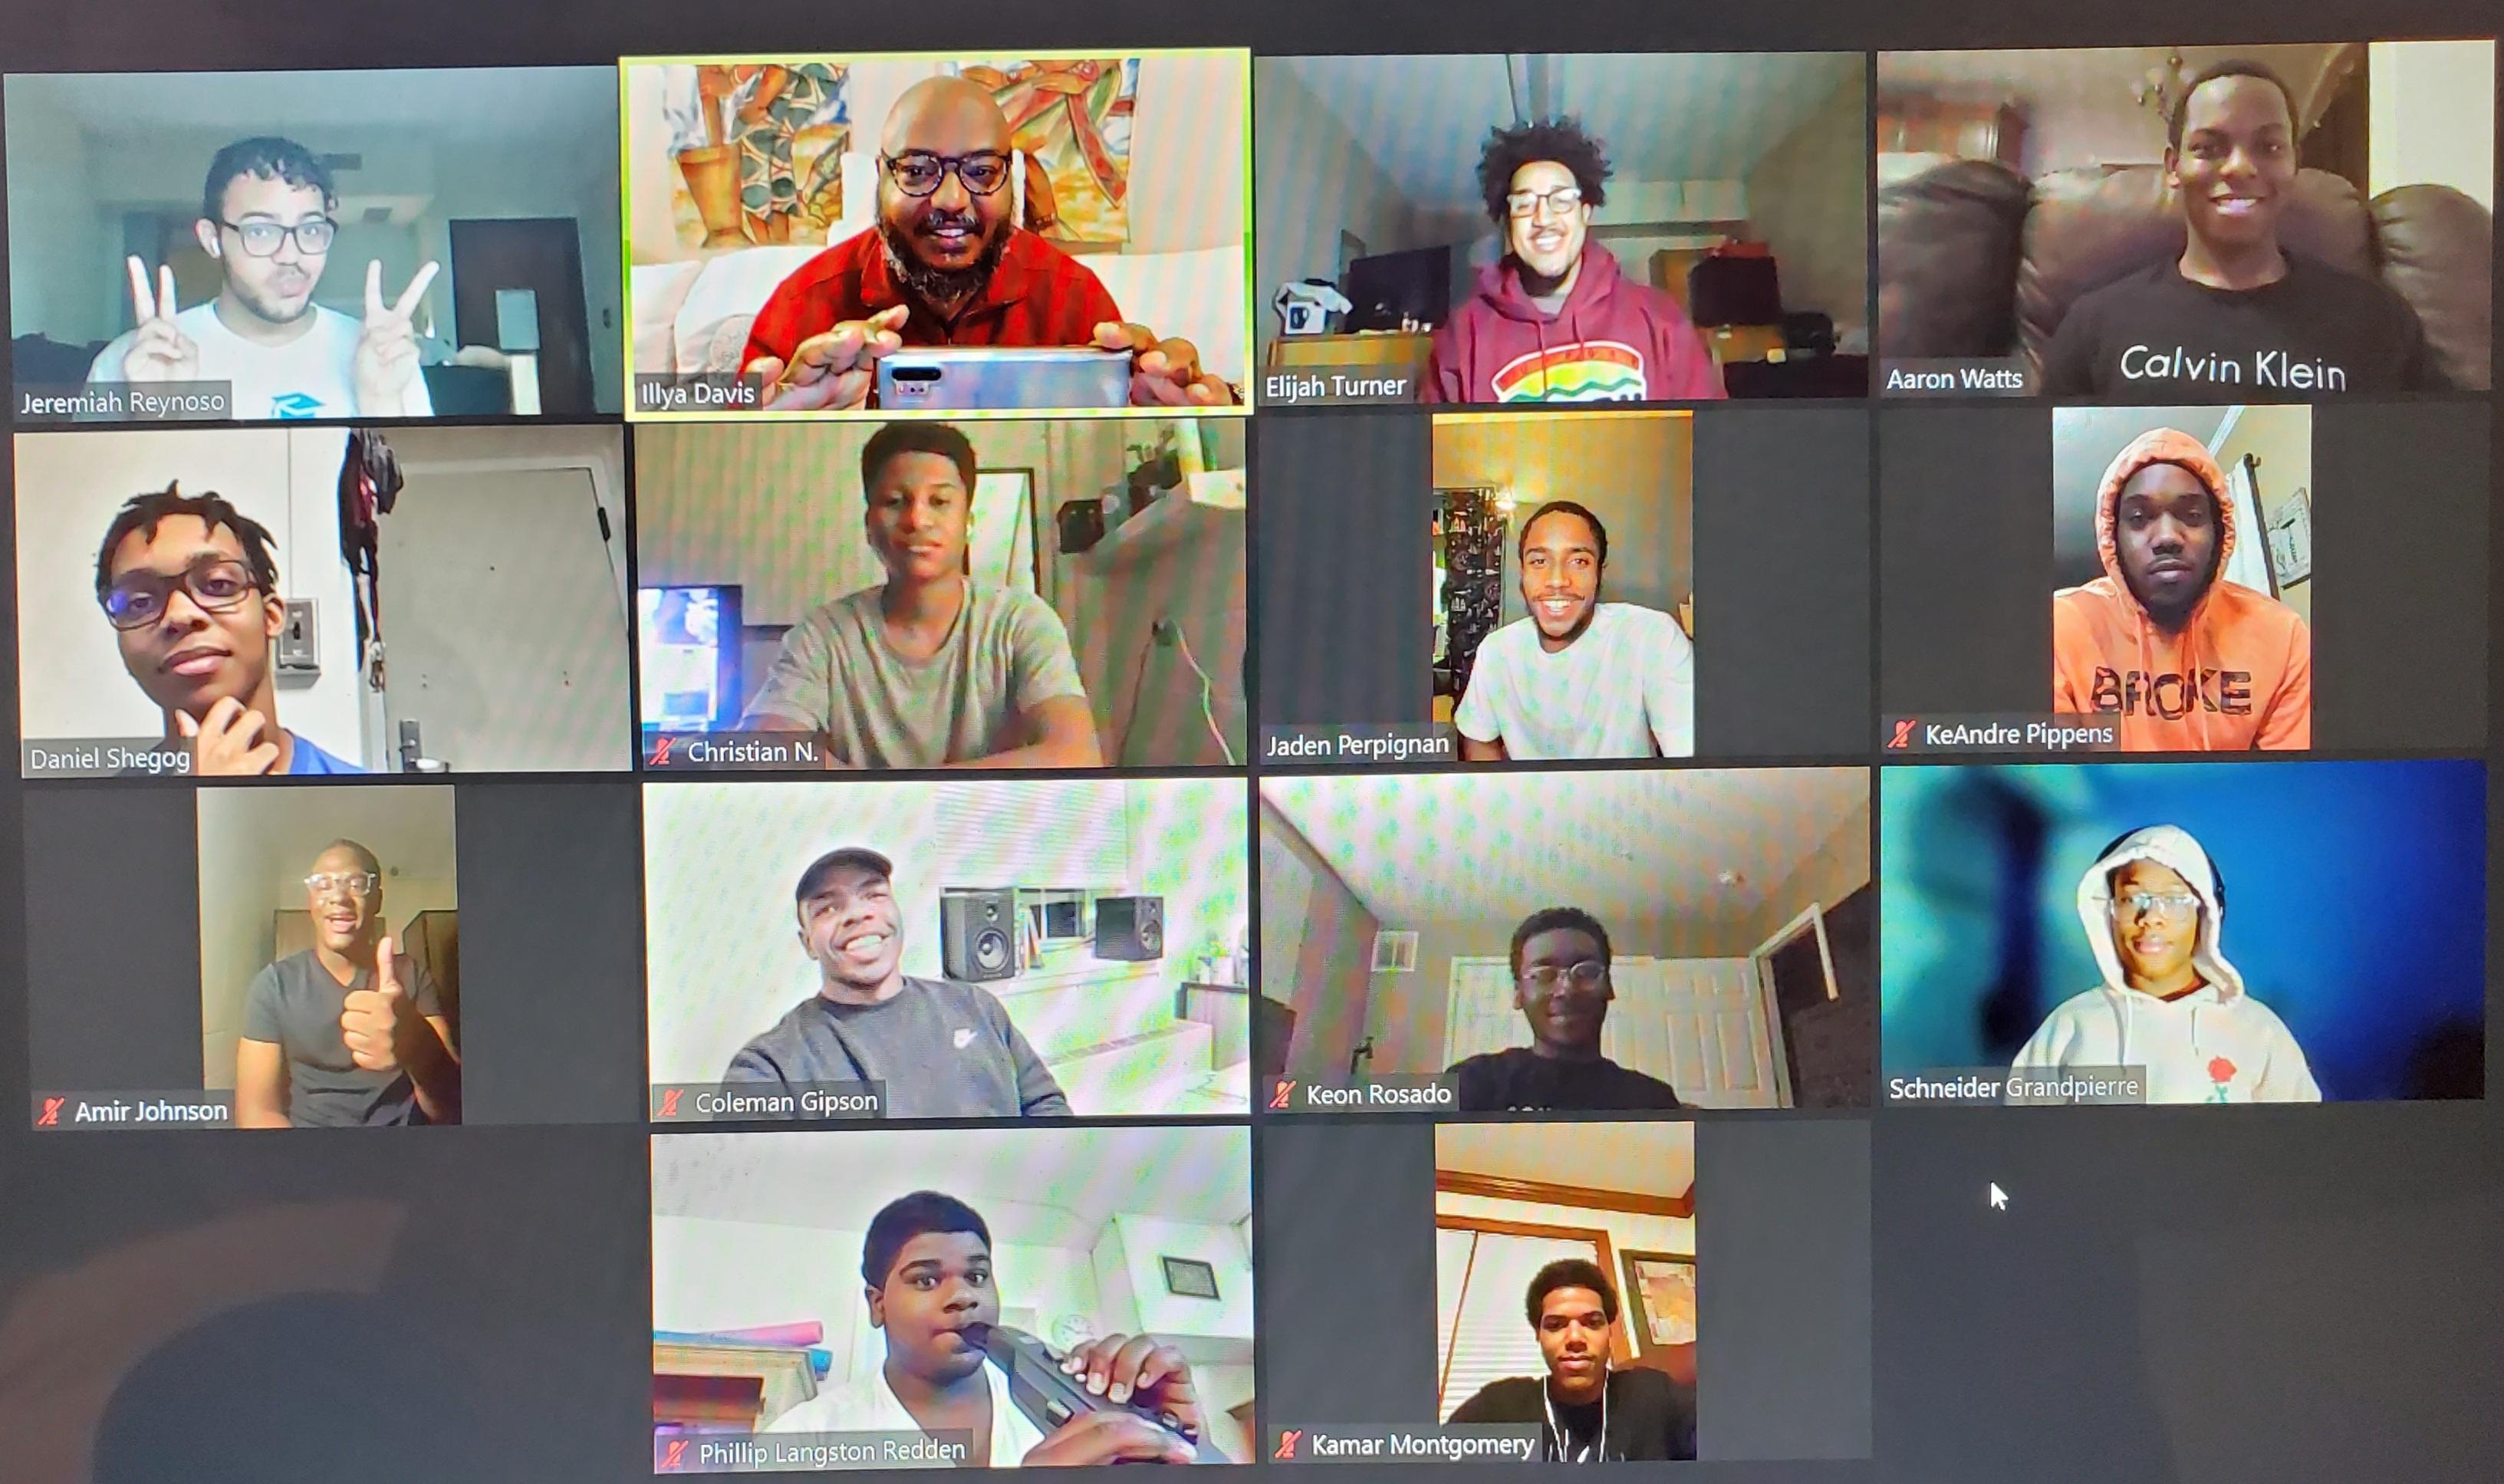 Jeremiah Reynoso
Illya Davis
Elijah Turner
Aaron Watts
Calvin Klein
Daniel Shegog
Christian N.
Jaden Perpignan
KeAndre Pippens
BROKE
Amir Johnson
Coleman Gipson
Keon Rosado
Schneider Grandpierre
Phillip Langston Redden
Kamar Montgomery